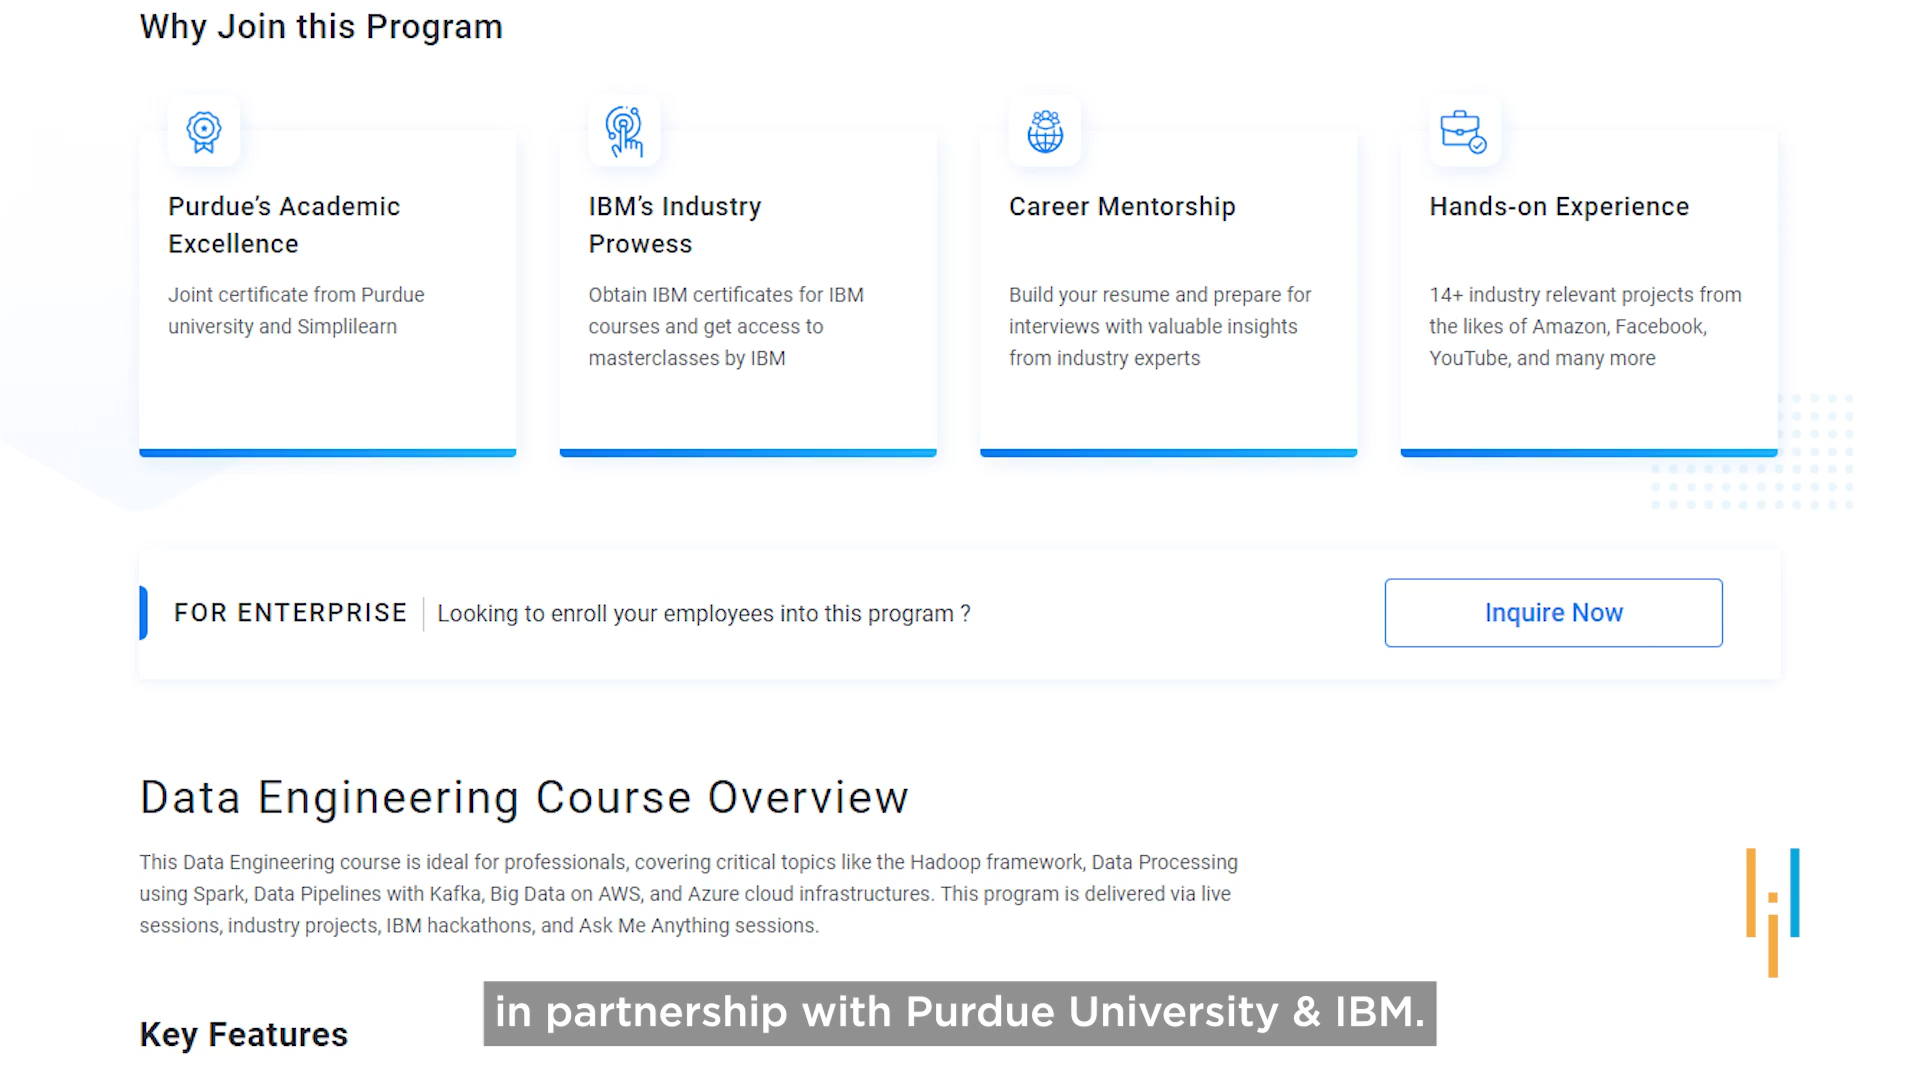 Why Join this Program
Purdue’s Academic
Excellence
Joint certificate from Purdue
university and Simplilearn
IBM’s Industry
Prowess
Obtain IBM certificates for IBM
courses and get access to
masterclasses by IBM
Career Mentorship
Build your resume and prepare for
interviews with valuable insights
from industry experts
Hands-on Experience
14+ industry relevant projects from
the likes of Amazon, Facebook,
YouTube, and many more
FOR ENTERPRISE
Looking to enroll your employees into this program ?
Inquire Now
Data Engineering Course Overview
This Data Engineering course is ideal for professionals, covering critical topics like the Hadoop framework, Data Processing
using Spark, Data Pipelines with Kafka, Big Data on AWS, and Azure cloud infrastructures. This program is delivered via live
sessions, industry projects, IBM hackathons, and Ask Me Anything sessions.
in partnership with Purdue University & IBM.
Key Features